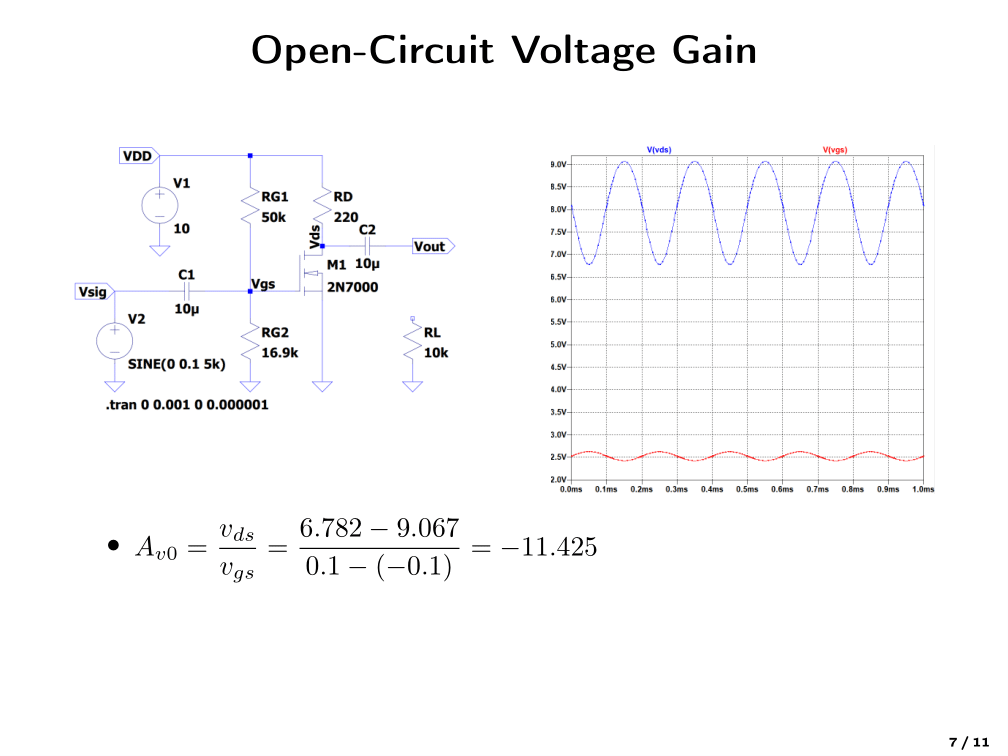 Open-Circuit Voltage Gain
VDD
V1
10
RG1
50k
RD
220
Vds
C2
10µ
Vout
M1
2N7000
Vgs
C1
10µ
Vsig
V2
SINE(0 0.1 5k)
RG2
16.9k
RL
10k
.tran 0 0.001 0 0.000001
V(vds) V(vgs)
9.0V
8.5V
8.0V
7.5V
7.0V
6.5V
6.0V
5.5V
5.0V
4.5V
4.0V
3.5V
3.0V
2.5V
2.0V
0.0ms 0.1ms 0.2ms 0.3ms 0.4ms 0.5ms 0.6ms 0.7ms 0.8ms 0.9ms 1.0ms
• A_{v0} = \frac{v_{ds}}{v_{gs}} = \frac{6.782 − 9.067}{0.1 − (−0.1)} = −11.425
7 / 11